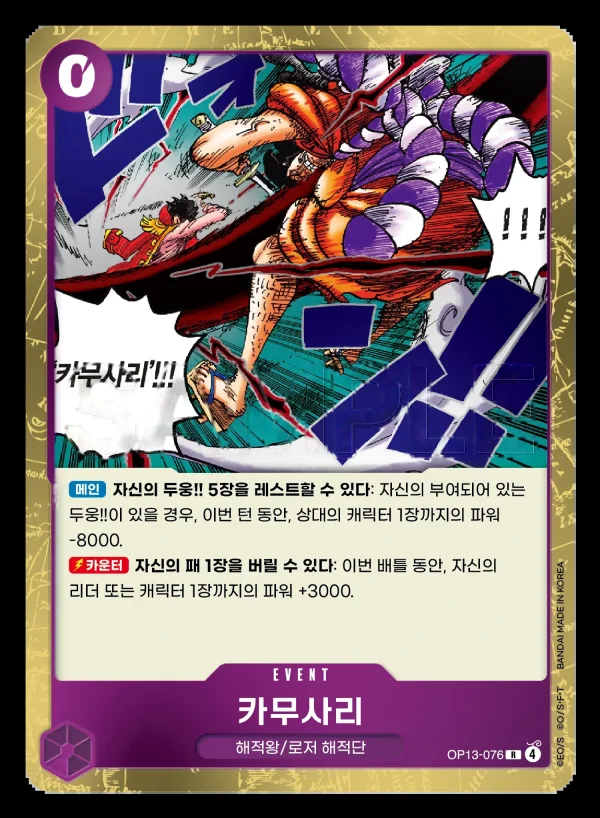 0
!!!
'카무사리'!!!
SAMPLE
메인 자신의 두웅!! 5장을 레스트할 수 있다: 자신의 부여되어 있는
두웅!!이 있을 경우, 이번 턴 동안, 상대의 캐릭터 1장까지의 파워
-8000.
카운터 자신의 패 1장을 버릴 수 있다: 이번 배틀 동안, 자신의
리더 또는 캐릭터 1장까지의 파워 +3000.
EVENT
카무사리
해적왕/로저 해적단
OP13-076 R 4
©EO/S ©O/S·F·T BANDAI MADE IN KOREA